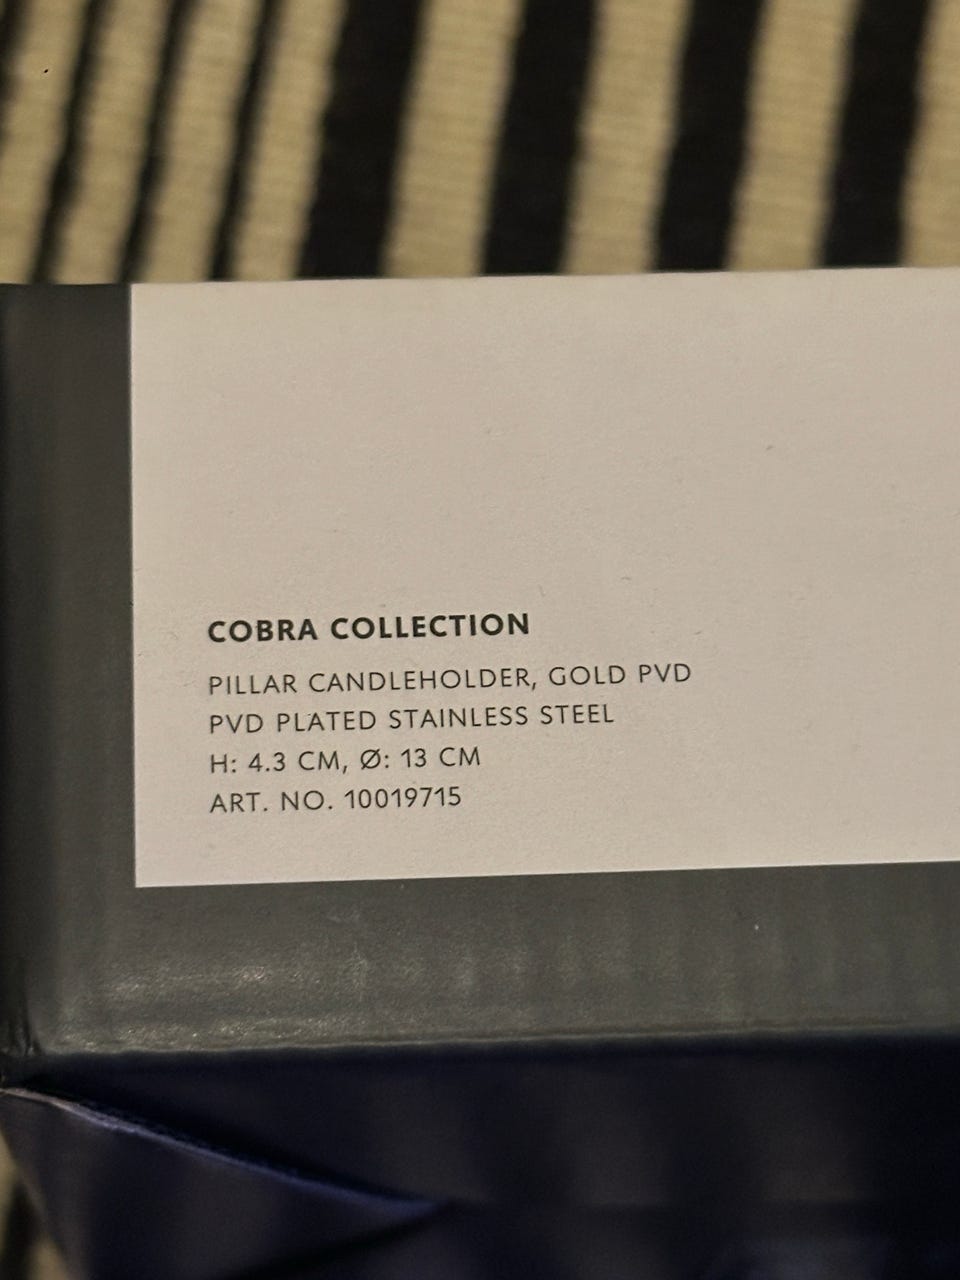 COBRA COLLECTION
PILLAR CANDLEHOLDER, GOLD PVD
PVD PLATED STAINLESS STEEL
H: 4.3 CM, Ø: 13 CM
ART. NO. 10019715